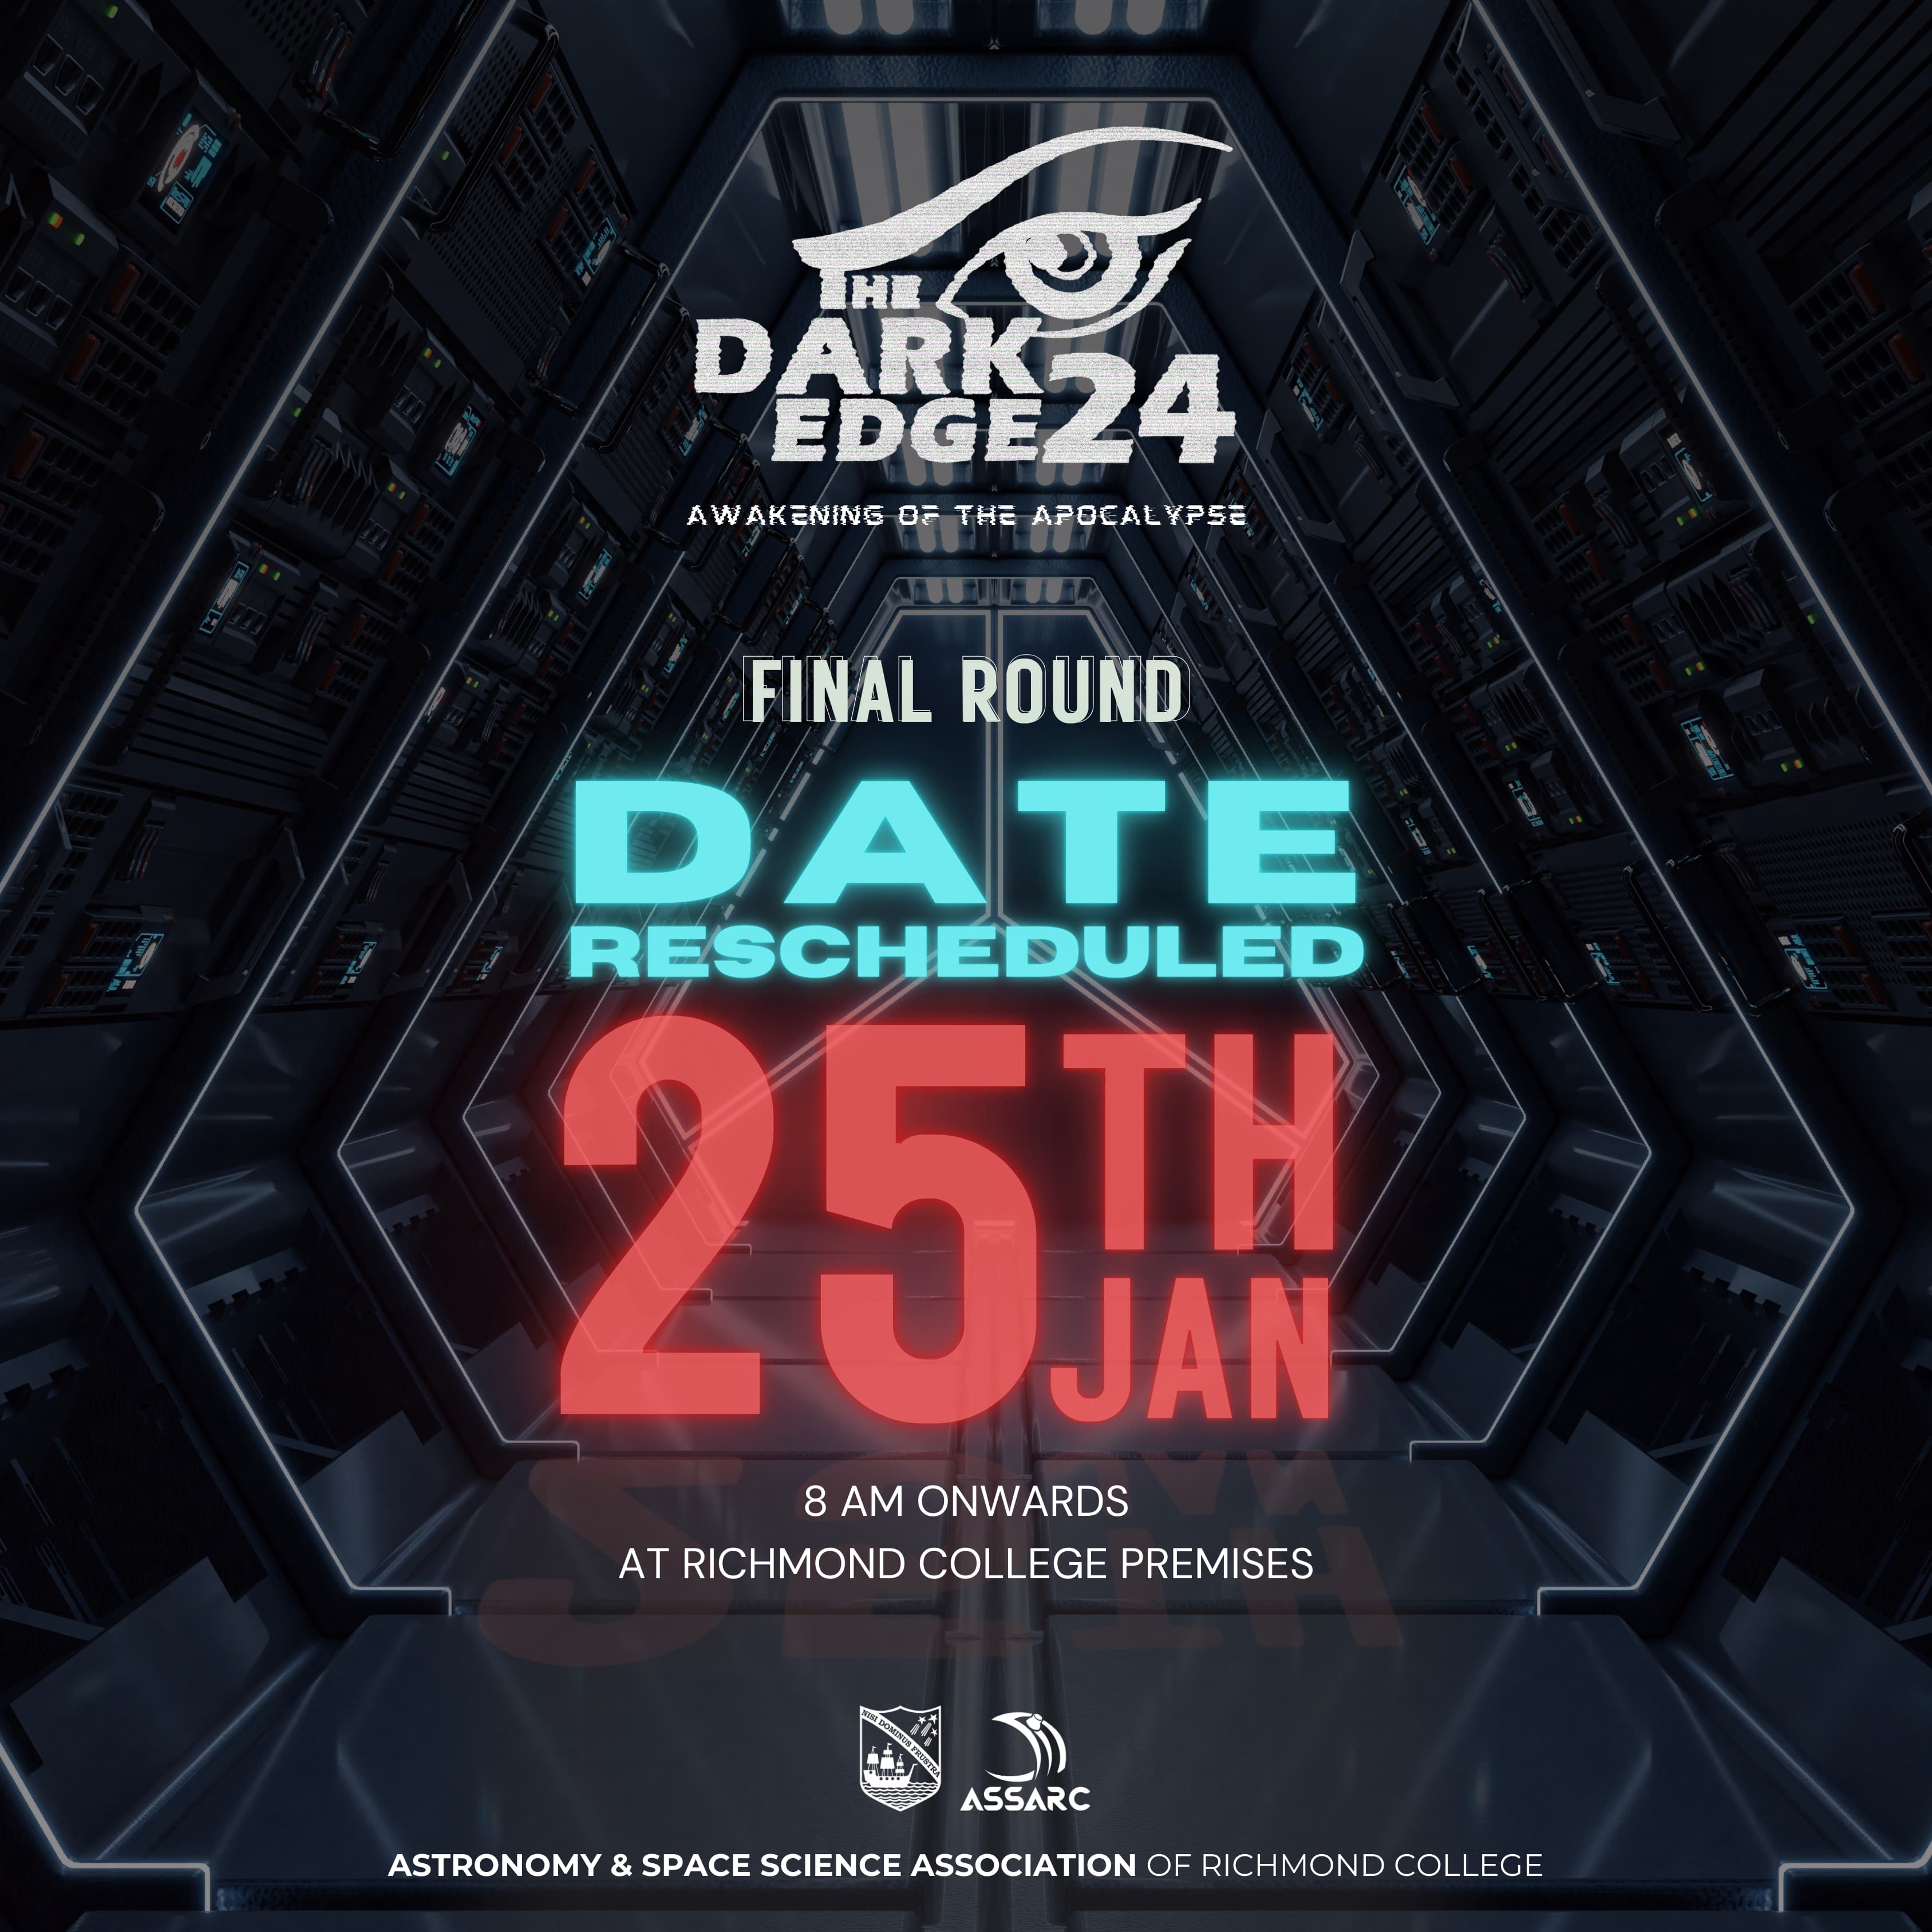 THE
DARK
EDGE 24
AWAKENING OF THE APOCALYPSE
FINAL ROUND
DATE
RESCHEDULED
25TH
JAN
8 AM ONWARDS
AT RICHMOND COLLEGE PREMISES
NISI DOMINUS FRUSTRA
ASSARC
ASTRONOMY & SPACE SCIENCE ASSOCIATION OF RICHMOND COLLEGE